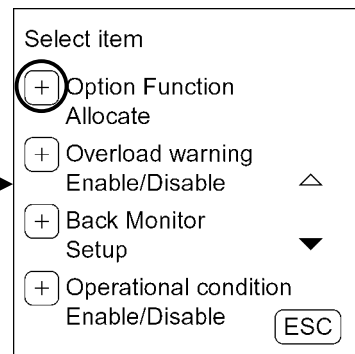 Select item
+ Option Function
Allocate
+ Overload warning
Enable/Disable
+ Back Monitor
Setup
+ Operational condition
Enable/Disable
ESC